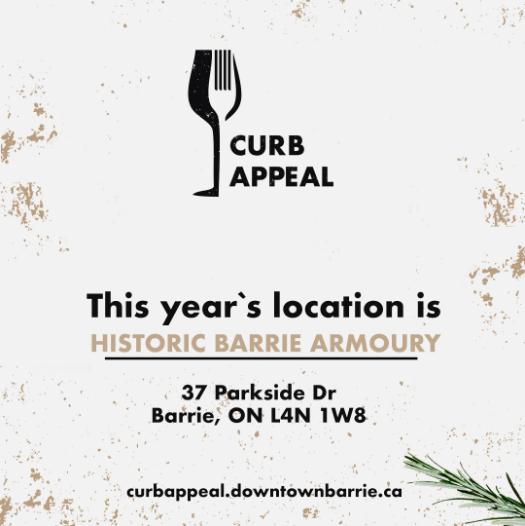 CURB
APPEAL
This year`s location is
HISTORIC BARRIE ARMOURY
37 Parkside Dr
Barrie, ON L4N 1W8
curbappeal.downtownbarrie.ca